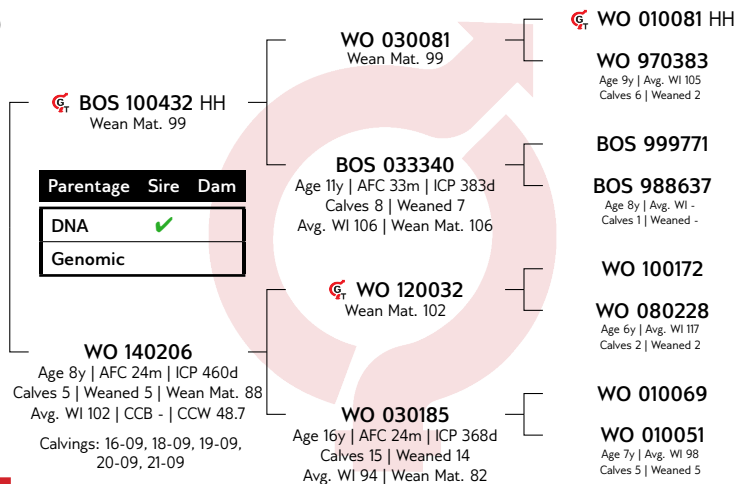 BOS 100432 HH
Wean Mat. 99
Parentage Sire Dam
DNA ✔
Genomic
WO 140206
Age 8y | AFC 24m | ICP 460d
Calves 5 | Weaned 5 | Wean Mat. 88
Avg. WI 102 | CCB - | CCW 48.7
Calvings: 16-09, 18-09, 19-09,
20-09, 21-09
WO 030081
Wean Mat. 99
BOS 033340
Age 11y | AFC 33m | ICP 383d
Calves 8 | Weaned 7
Avg. WI 106 | Wean Mat. 106
GT WO 120032
Wean Mat. 102
WO 030185
Age 16y | AFC 24m | ICP 368d
Calves 15 | Weaned 14
Avg. WI 94 | Wean Mat. 82
GT WO 010081 HH
WO 970383
Age 9y | Avg. WI 105
Calves 6 | Weaned 2
BOS 999771
BOS 988637
Age 8y | Avg. WI -
Calves 1 | Weaned -
WO 100172
WO 080228
Age 6y | Avg. WI 117
Calves 2 | Weaned 2
WO 010069
WO 010051
Age 7y | Avg. WI 98
Calves 5 | Weaned 5